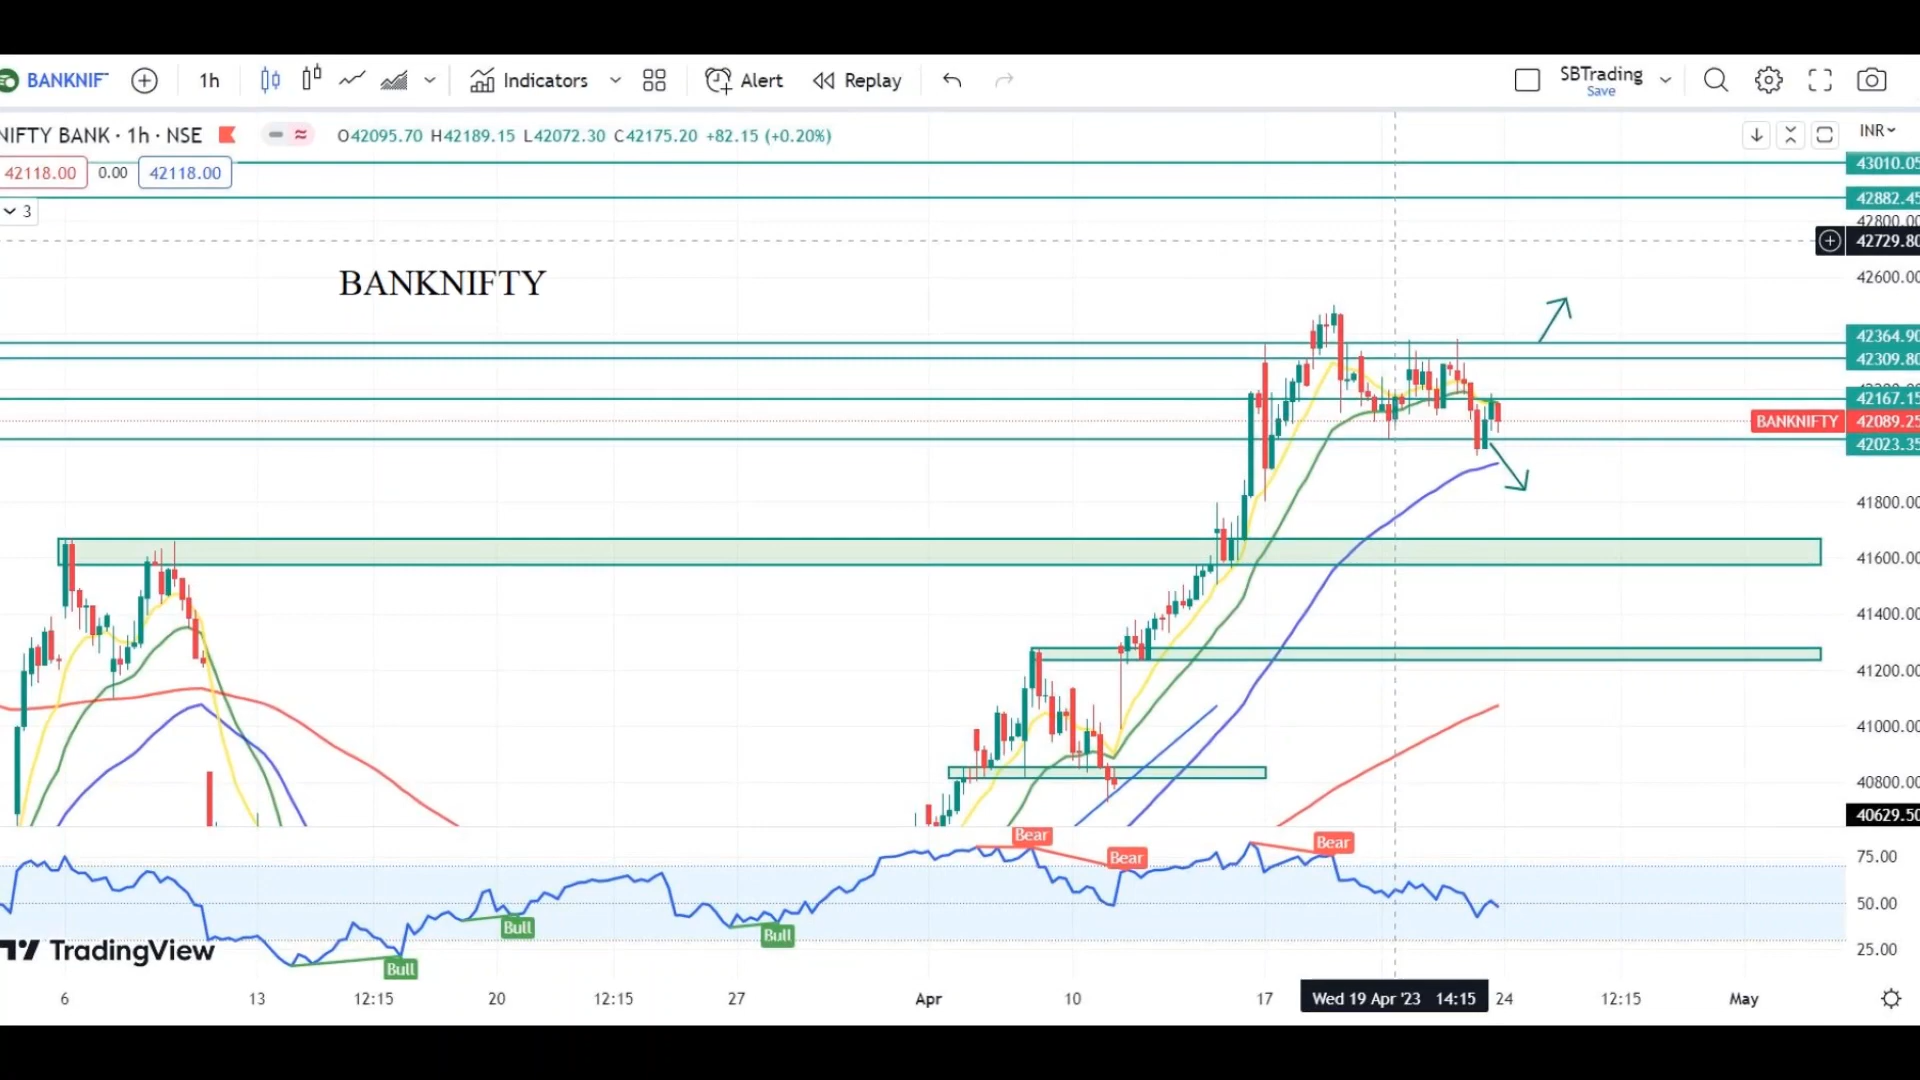 BANKNIF
1h
Indicators
Alert
Replay
SBTrading
Save
NIFTY BANK · 1h · NSE
O42095.70 H42189.15 L42072.30 C42175.20 +82.15 (+0.20%)
INR
42118.00 0.00 42118.00
3
BANKNIFTY
43010.05
42882.45
42800.00
42729.80
42600.00
42364.90
42309.80
42167.15
BANKNIFTY 42089.25
42023.35
41800.00
41600.00
41400.00
41200.00
41000.00
40800.00
40629.50
Bear
Bear
Bear
Bull
Bull
Bull
75.00
50.00
25.00
TradingView
6 13 12:15 20 12:15 27 Apr 10 17 Wed 19 Apr '23 14:15 24 12:15 May